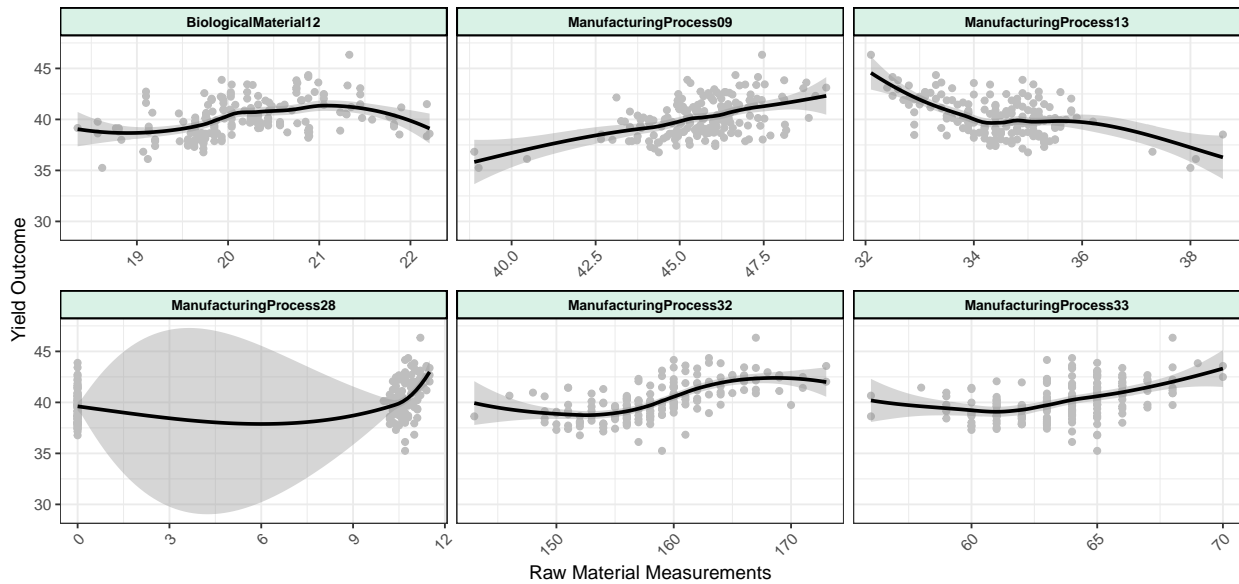 BiologicalMaterial12 ManufacturingProcess09 ManufacturingProcess13
45
40
35
30
19 20 21 22 40.0 42.5 45.0 47.5 32 34 36 38
Yield Outcome
ManufacturingProcess28 ManufacturingProcess32 ManufacturingProcess33
45
40
35
30
0 3 6 9 12 150 160 170 60 65 70
Raw Material Measurements